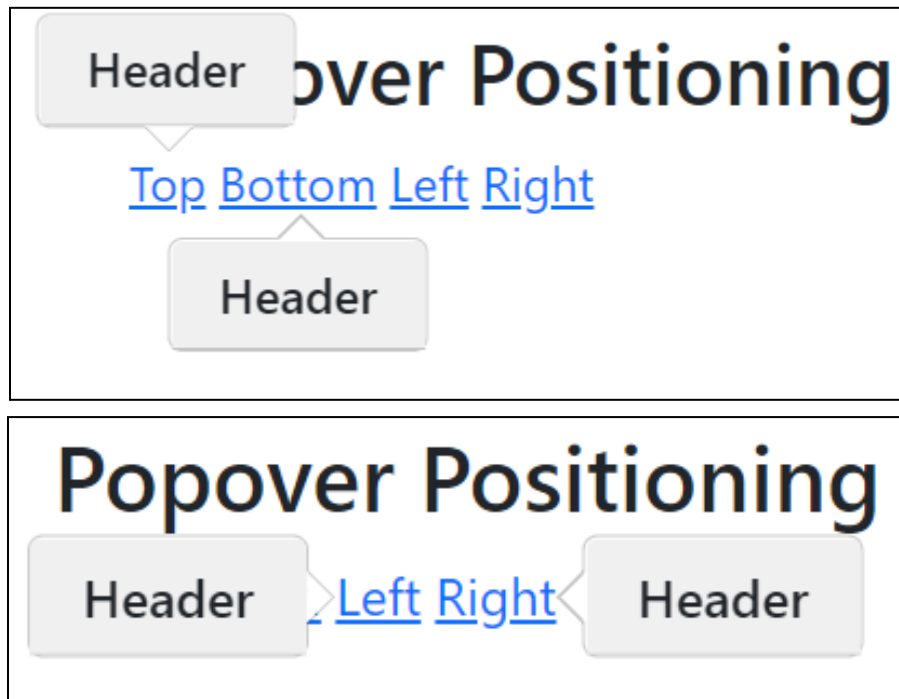 Header over Positioning
Top Bottom Left Right
Header
Popover Positioning
Header Left Right Header